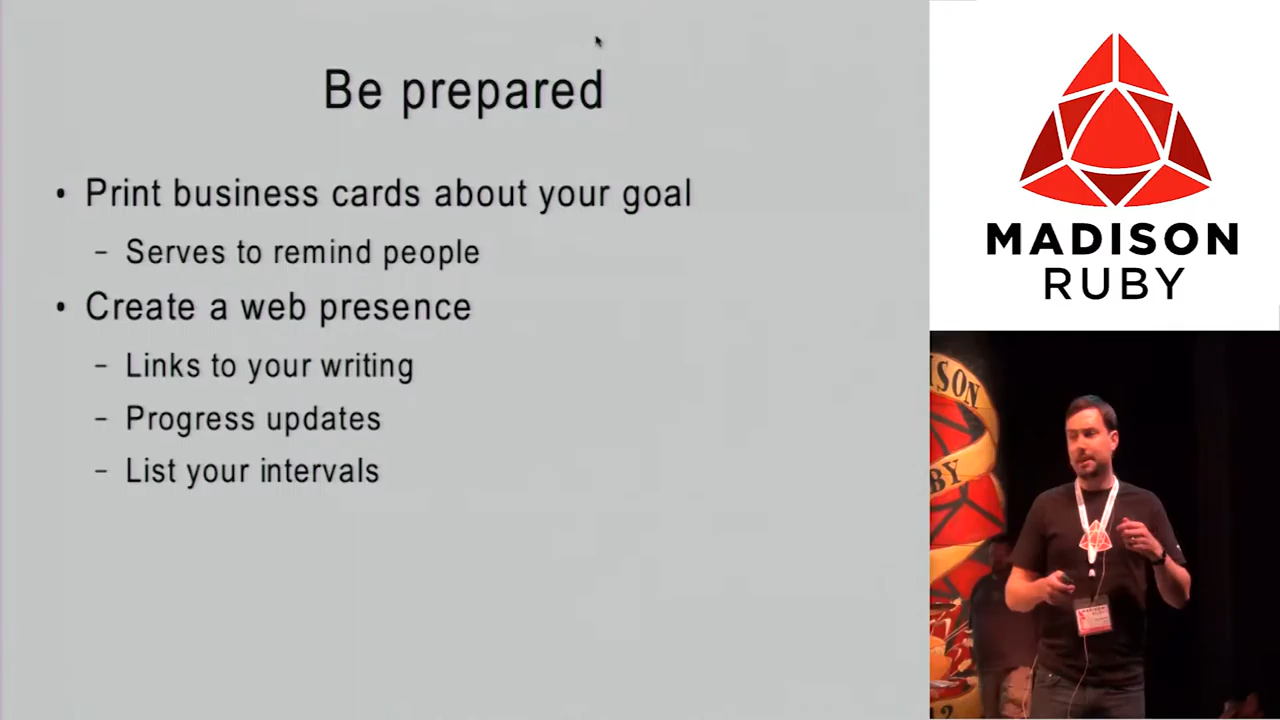 Be prepared
• Print business cards about your goal
– Serves to remind people
• Create a web presence
– Links to your writing
– Progress updates
– List your intervals
MADISON
RUBY
MADISON